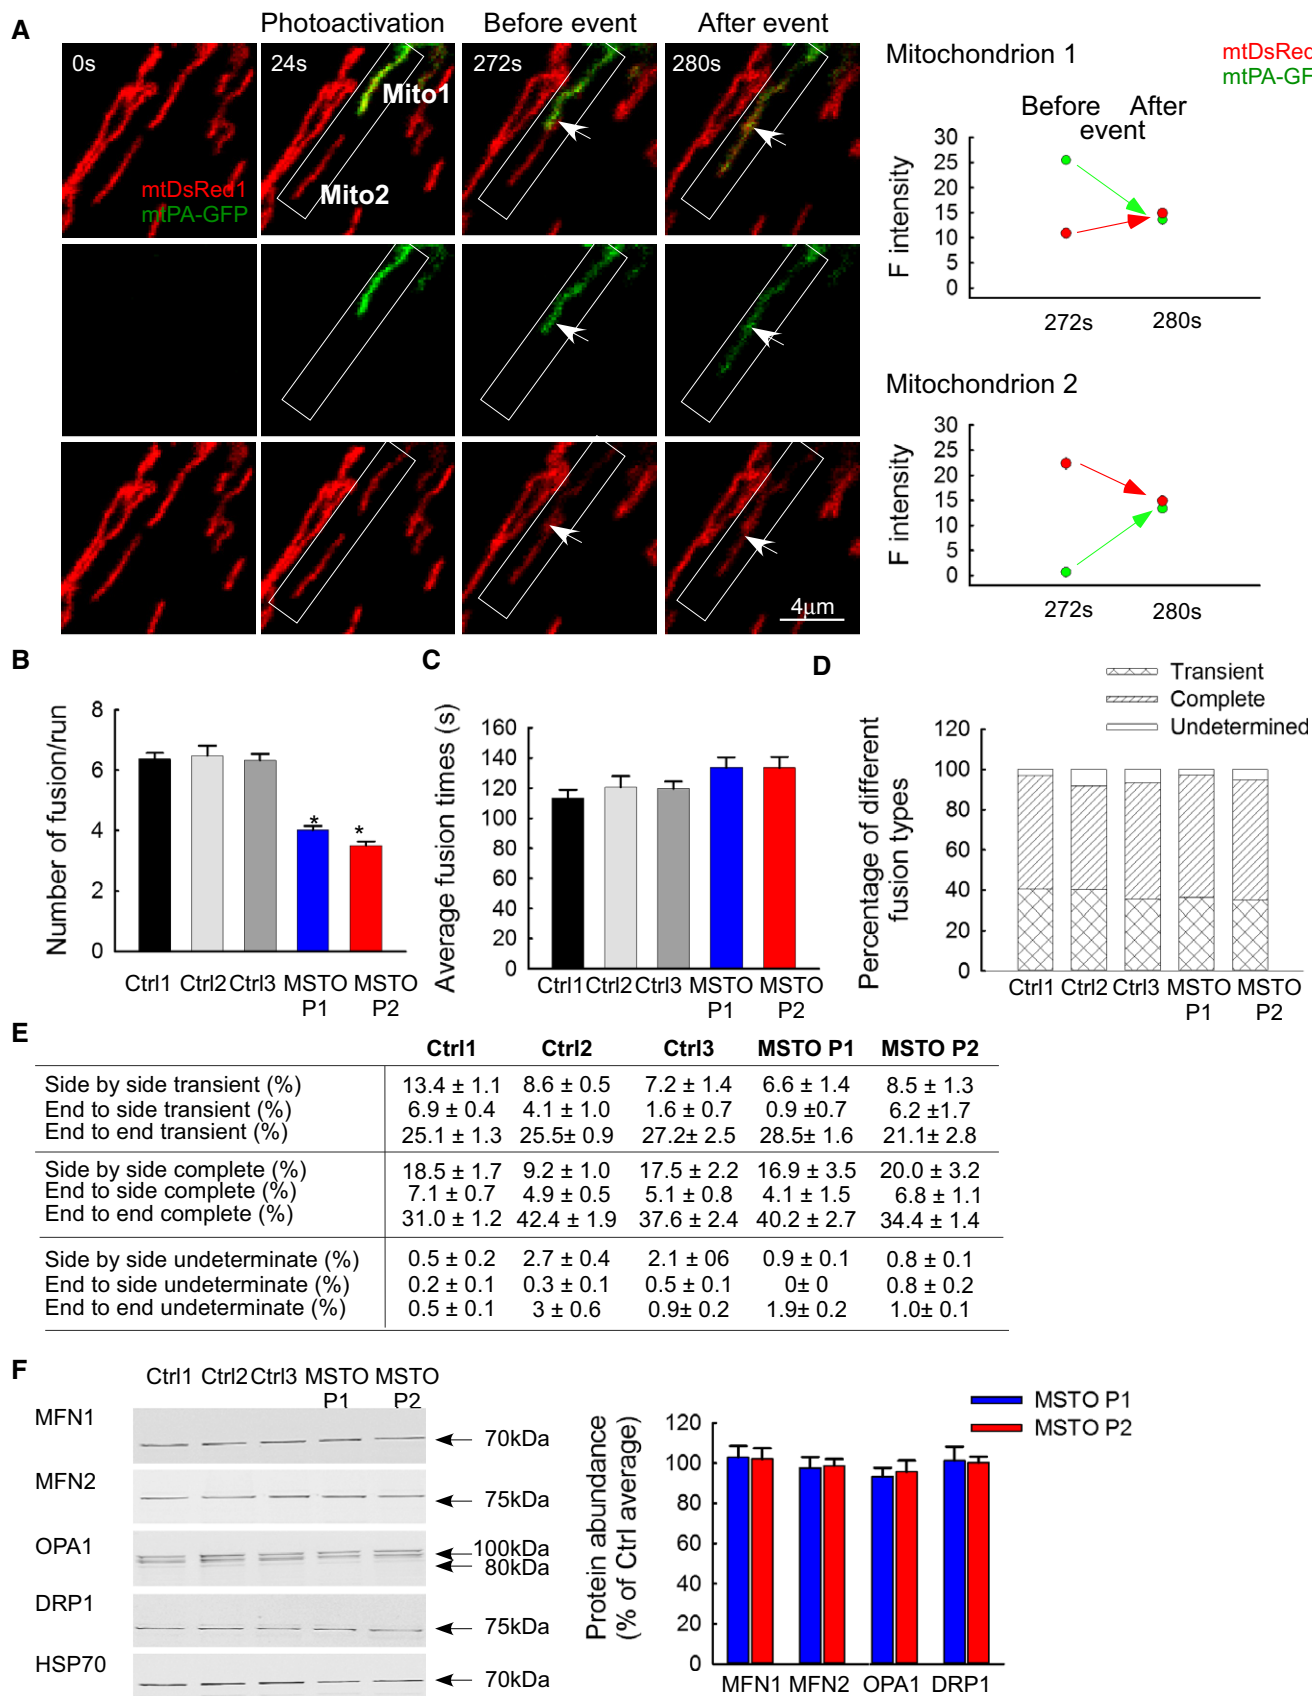 A
Photoactivation Before event After event
0s 24s 272s 280s
Mito1
Mito2
mtDsRed1
mtPA-GFP
4µm
Mitochondrion 1
mtDsRed
mtPA-GF
Before After
event
F intensity
30
25
20
15
10
5
0
272s 280s
Mitochondrion 2
F intensity
30
25
20
15
10
5
0
272s 280s
B
Number of fusion/run
8
6
4
2
0
* *
Ctrl1 Ctrl2 Ctrl3 MSTO MSTO
P1 P2
C
Average fusion times (s)
160
140
120
100
80
60
40
20
0
Ctrl1 Ctrl2 Ctrl3 MSTO MSTO
P1 P2
D
Transient
Complete
Undetermined
Percentage of different
fusion types
120
100
80
60
40
20
0
Ctrl1 Ctrl2 Ctrl3 MSTO MSTO
P1 P2
E
Ctrl1 Ctrl2 Ctrl3 MSTO P1 MSTO P2
Side by side transient (%) 13.4 ± 1.1 8.6 ± 0.5 7.2 ± 1.4 6.6 ± 1.4 8.5 ± 1.3
End to side transient (%) 6.9 ± 0.4 4.1 ± 1.0 1.6 ± 0.7 0.9 ±0.7 6.2 ±1.7
End to end transient (%) 25.1 ± 1.3 25.5± 0.9 27.2± 2.5 28.5± 1.6 21.1± 2.8
Side by side complete (%) 18.5 ± 1.7 9.2 ± 1.0 17.5 ± 2.2 16.9 ± 3.5 20.0 ± 3.2
End to side complete (%) 7.1 ± 0.7 4.9 ± 0.5 5.1 ± 0.8 4.1 ± 1.5 6.8 ± 1.1
End to end complete (%) 31.0 ± 1.2 42.4 ± 1.9 37.6 ± 2.4 40.2 ± 2.7 34.4 ± 1.4
Side by side undeterminate (%) 0.5 ± 0.2 2.7 ± 0.4 2.1 ± 06 0.9 ± 0.1 0.8 ± 0.1
End to side undeterminate (%) 0.2 ± 0.1 0.3 ± 0.1 0.5 ± 0.1 0± 0 0.8 ± 0.2
End to end undeterminate (%) 0.5 ± 0.1 3 ± 0.6 0.9± 0.2 1.9± 0.2 1.0± 0.1
F
Ctrl1 Ctrl2 Ctrl3 MSTO MSTO
P1 P2
MFN1 70kDa
MFN2 75kDa
OPA1 100kDa
80kDa
DRP1 75kDa
HSP70 70kDa
MSTO P1
MSTO P2
Protein abundance
(% of Ctrl average)
120
100
80
60
40
20
0
MFN1 MFN2 OPA1 DRP1